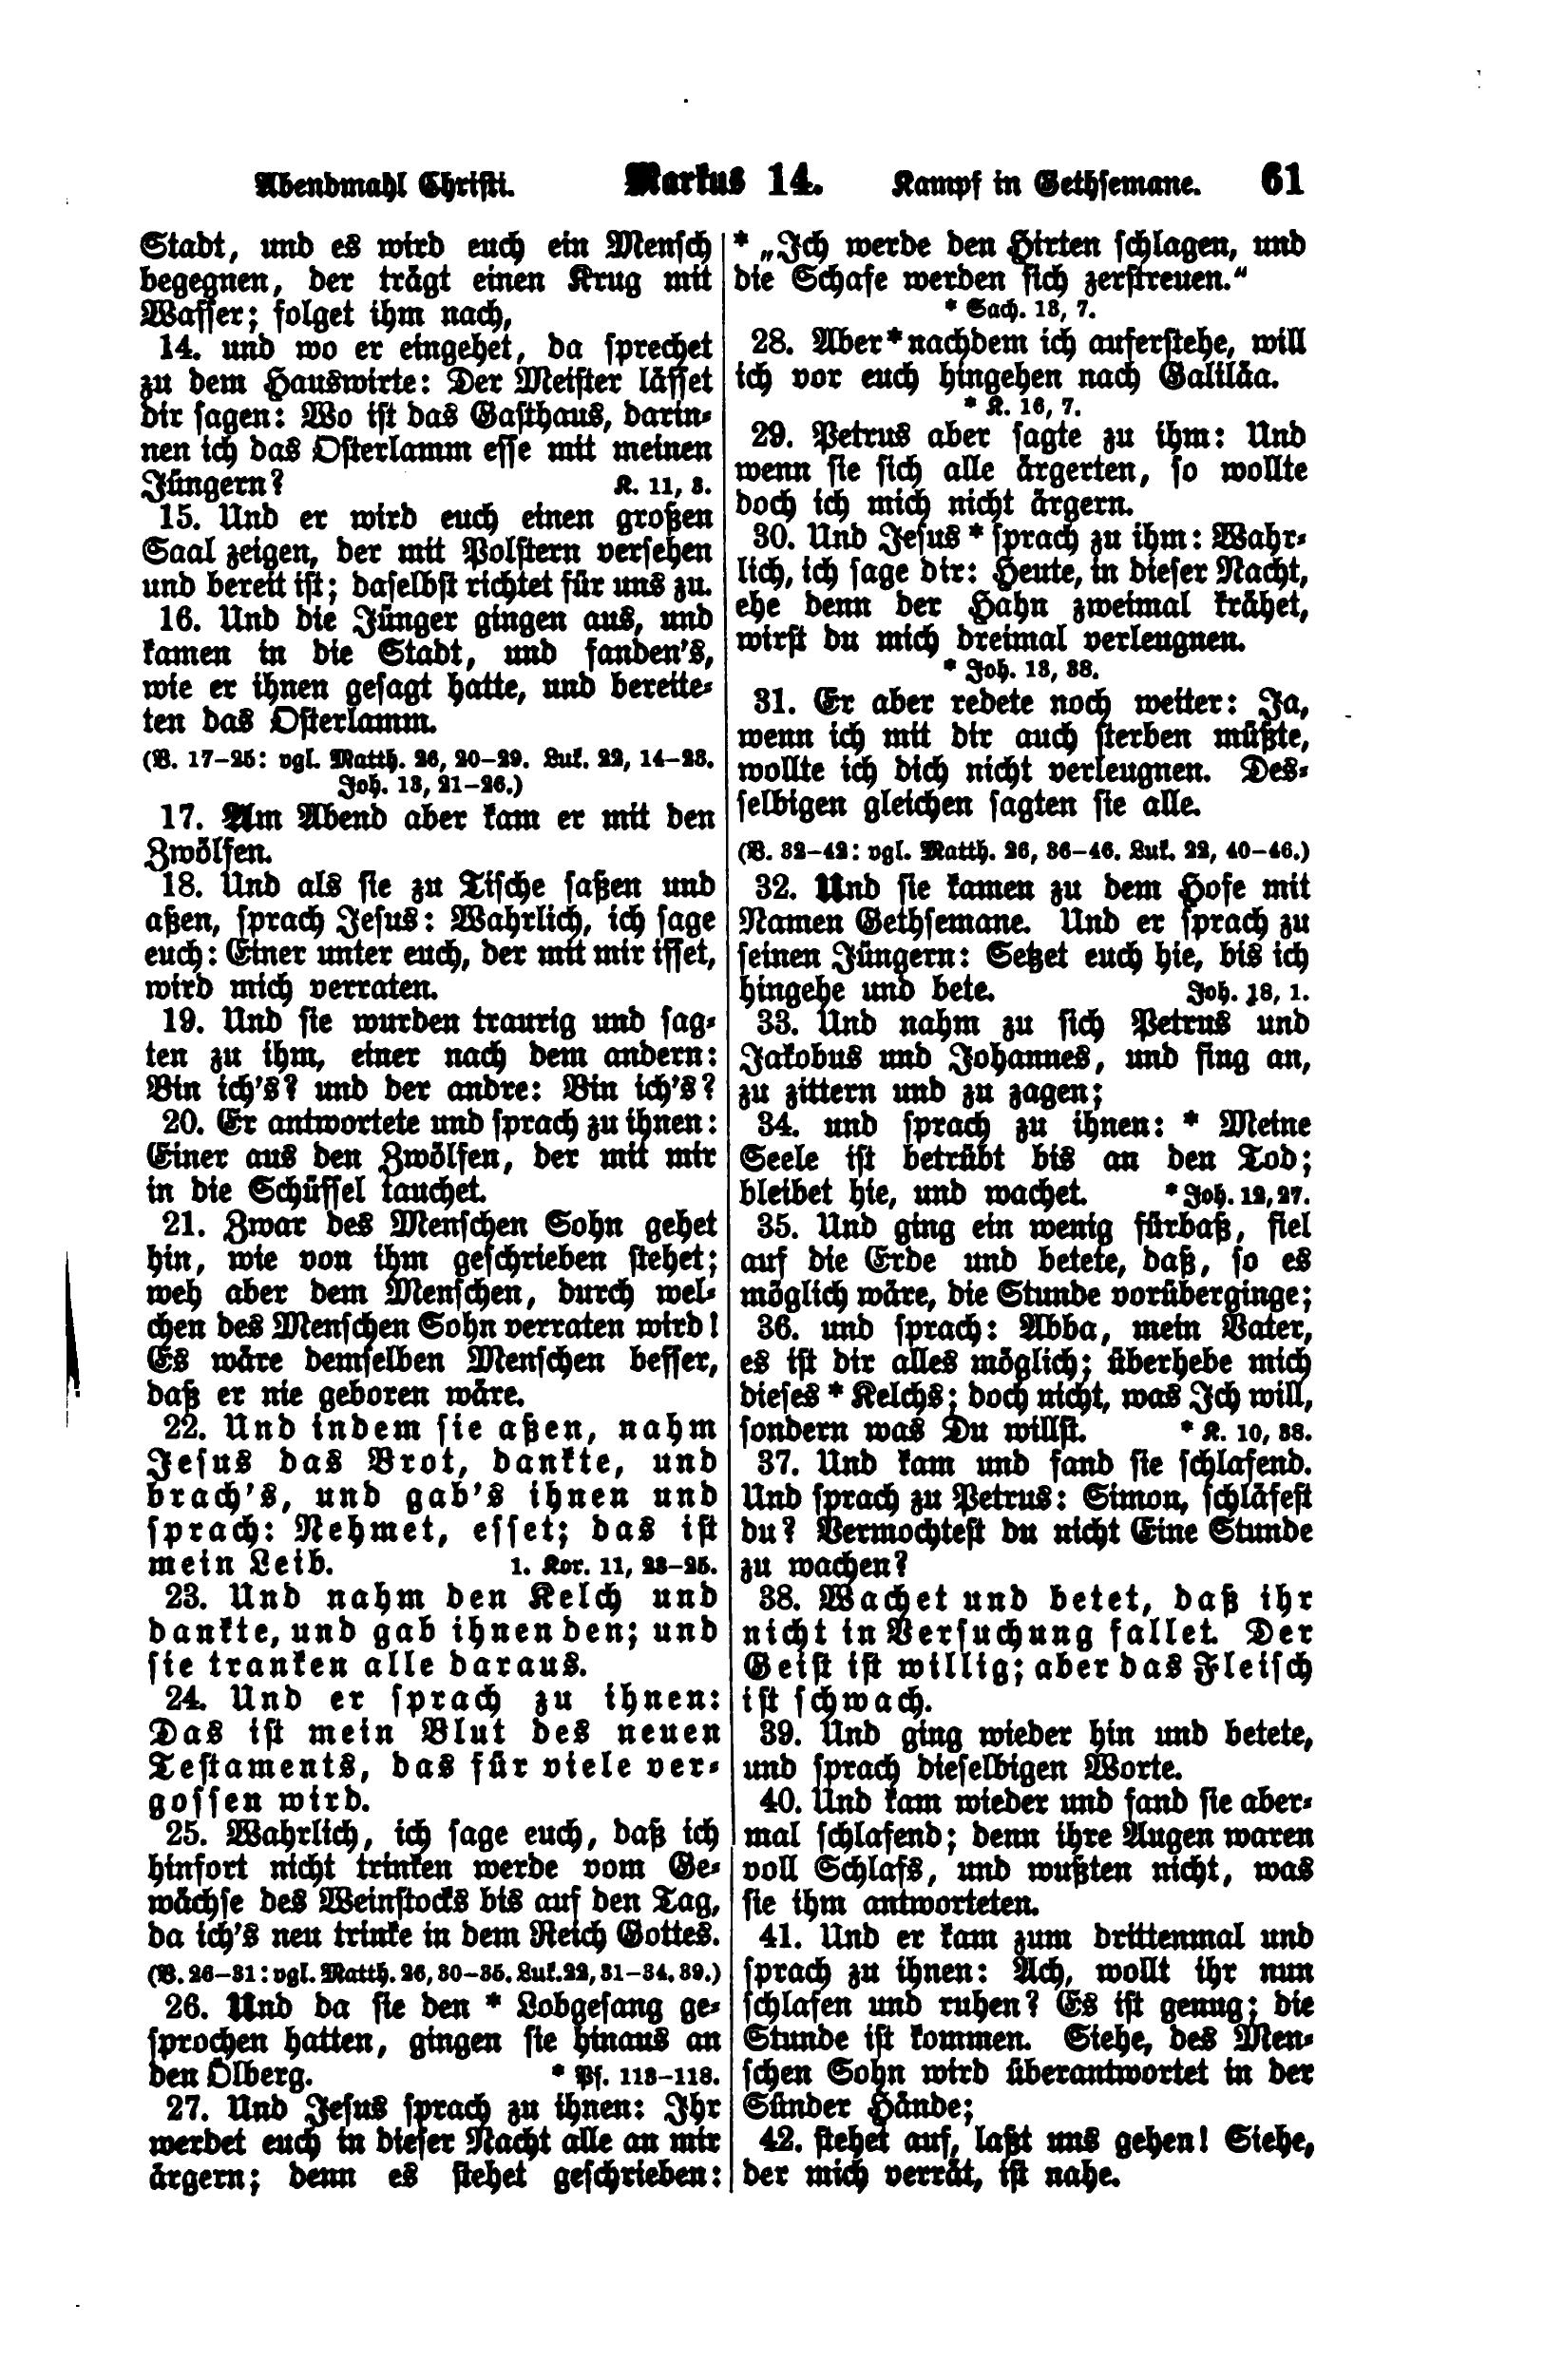 Abendmahl Christi. Markus 14. Kampf in Gethsemane. 61
Stadt, und es wird euch ein Mensch
begegnen, der trägt einen Krug mit
Wasser; folget ihm nach,
14. und wo er eingehet, da sprechet
zu dem Hauswirte: Der Meister lässet
dir sagen: Wo ist das Gasthaus, darin-
nen ich das Osterlamm esse mit meinen
Jüngern? K. 11, 3.
15. Und er wird euch einen großen
Saal zeigen, der mit Polstern versehen
und bereit ist; daselbst richtet für uns zu.
16. Und die Jünger gingen aus, und
kamen in die Stadt, und fanden's,
wie er ihnen gesagt hatte, und bereite-
ten das Osterlamm.
(V. 17–25: vgl. Matth. 26, 20–29. Luk. 22, 14–23.
Joh. 13, 21–26.)
17. Am Abend aber kam er mit den
Zwölfen.
18. Und als sie zu Tische saßen und
aßen, sprach Jesus: Wahrlich, ich sage
euch: Einer unter euch, der mit mir isset,
wird mich verraten.
19. Und sie wurden traurig und sag-
ten zu ihm, einer nach dem andern:
Bin ich's? und der andre: Bin ich's?
20. Er antwortete und sprach zu ihnen:
Einer aus den Zwölfen, der mit mir
in die Schüssel tauchet.
21. Zwar des Menschen Sohn gehet
hin, wie von ihm geschrieben stehet;
weh aber dem Menschen, durch wel-
chen des Menschen Sohn verraten wird!
Es wäre demselben Menschen besser,
daß er nie geboren wäre.
22. Und indem sie aßen, nahm
Jesus das Brot, dankte, und
brach's, und gab's ihnen und
sprach: Nehmet, esset; das ist
mein Leib. 1. Kor. 11, 23–25.
23. Und nahm den Kelch und
dankte, und gab ihnen den; und
sie tranken alle daraus.
24. Und er sprach zu ihnen:
Das ist mein Blut des neuen
Testaments, das für viele ver-
gossen wird.
25. Wahrlich, ich sage euch, daß ich
hinfort nicht trinken werde vom Ge-
wächse des Weinstocks bis auf den Tag,
da ich's neu trinke in dem Reich Gottes.
(V. 26–31: vgl. Matth. 26, 30–35. Luk. 22, 31–34. 39.)
26. Und da sie den * Lobgesang ge-
sprochen hatten, gingen sie hinaus an
den Ölberg. * Ps. 113–118.
27. Und Jesus sprach zu ihnen: Ihr
werdet euch in dieser Nacht alle an mir
ärgern; denn es stehet geschrieben:
* „Ich werde den Hirten schlagen, und
die Schafe werden sich zerstreuen.“
* Sach. 13, 7.
28. Aber * nachdem ich auferstehe, will
ich vor euch hingehen nach Galiläa.
* K. 16, 7.
29. Petrus aber sagte zu ihm: Und
wenn sie sich alle ärgerten, so wollte
doch ich mich nicht ärgern.
30. Und Jesus * sprach zu ihm: Wahr-
lich, ich sage dir: Heute, in dieser Nacht,
ehe denn der Hahn zweimal krähet,
wirst du mich dreimal verleugnen.
* Joh. 13, 38.
31. Er aber redete noch weiter: Ja,
wenn ich mit dir auch sterben müßte,
wollte ich dich nicht verleugnen. Des-
selbigen gleichen sagten sie alle.
(V. 32–42: vgl. Matth. 26, 36–46. Luk. 22, 40–46.)
32. Und sie kamen zu dem Hofe mit
Namen Gethsemane. Und er sprach zu
seinen Jüngern: Setzet euch hie, bis ich
hingehe und bete. Joh. 18, 1.
33. Und nahm zu sich Petrus und
Jakobus und Johannes, und fing an,
zu zittern und zu zagen;
34. und sprach zu ihnen: * Meine
Seele ist betrübt bis an den Tod;
bleibet hie, und wachet. * Joh. 12, 27.
35. Und ging ein wenig fürbaß, fiel
auf die Erde und betete, daß, so es
möglich wäre, die Stunde vorüberginge;
36. und sprach: Abba, mein Vater,
es ist dir alles möglich; überhebe mich
dieses * Kelchs; doch nicht, was Ich will,
sondern was Du willst. * K. 10, 38.
37. Und kam und fand sie schlafend.
Und sprach zu Petrus: Simon, schläfest
du? Vermochtest du nicht Eine Stunde
zu wachen?
38. Wachet und betet, daß ihr
nicht in Versuchung fallet. Der
Geist ist willig; aber das Fleisch
ist schwach.
39. Und ging wieder hin und betete,
und sprach dieselbigen Worte.
40. Und kam wieder und fand sie aber-
mal schlafend; denn ihre Augen waren
voll Schlafs, und wußten nicht, was
sie ihm antworteten.
41. Und er kam zum drittenmal und
sprach zu ihnen: Ach, wollt ihr nun
schlafen und ruhen? Es ist genug; die
Stunde ist kommen. Siehe, des Men-
schen Sohn wird überantwortet in der
Sünder Hände;
42. stehet auf, laßt uns gehen! Siehe,
der mich verrät, ist nahe.